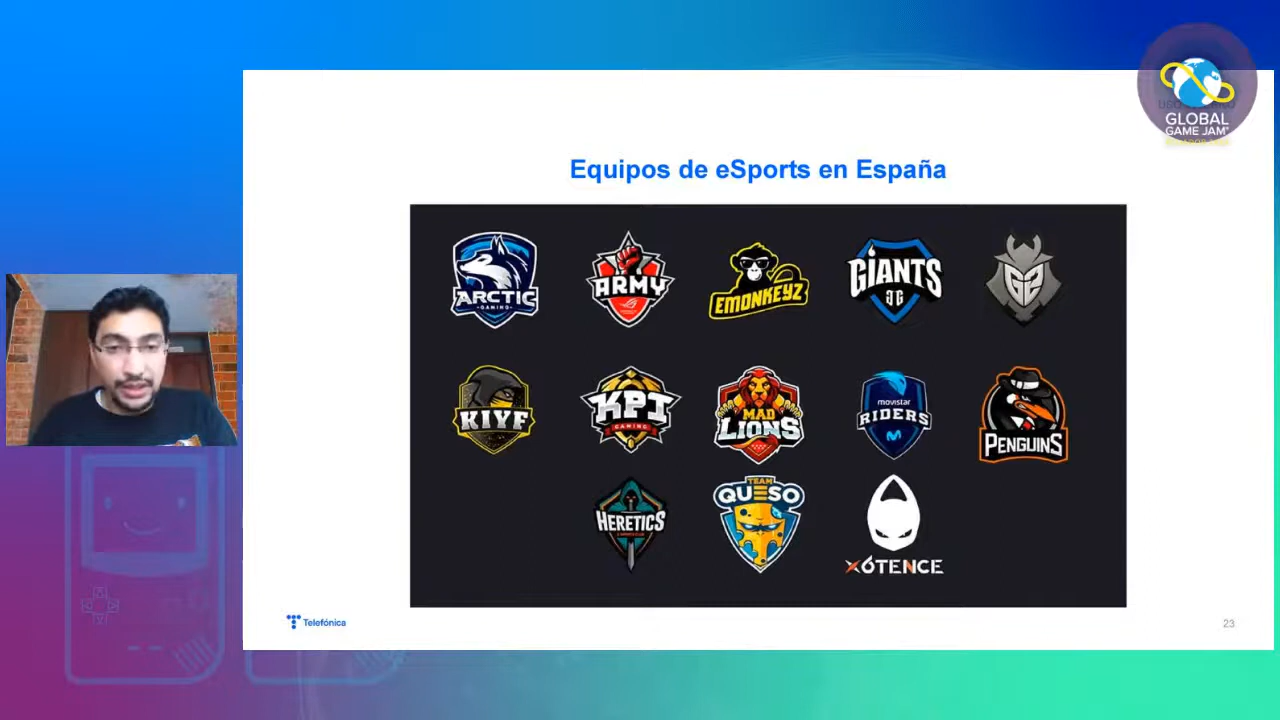 GLOBAL
GAME JAM
Equipos de eSports en España
ARCTIC
GAMING
ARMY
EMONKEYZ
GIANTS
G2
KIYF
KPI
GAMING
MAD
LIONS
movistar
RIDERS
PENGUINS
HERETICS
TEAM
QUESO
X6TENCE
Telefónica
23